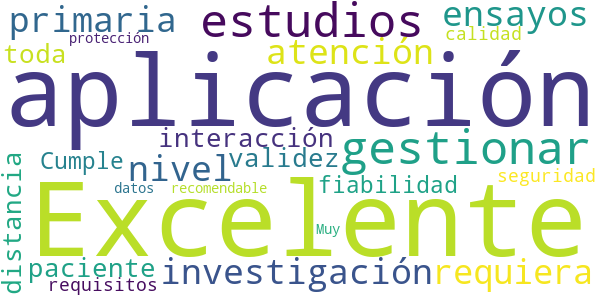 primaria
estudios
ensayos
protección
calidad
toda
atención
aplicación
interacción
gestionar
Cumple
nivel
validez
distancia
fiabilidad
seguridad
datos
recomendable
Excelente
Muy
paciente
investigación
requiera
requisitos